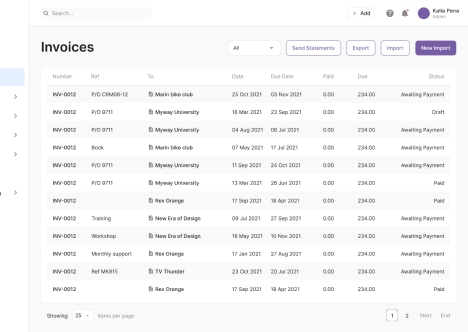 Search...
+ Add
Katie Pena
Admin
Invoices
All
Send Statements
Export
Import
New Import
Number Ref To Date Due Date Paid Due Status
INV-0012 P/O CRM08-12 Marin bike club 25 Oct 2021 03 Nov 2021 0.00 234.00 Awaiting Payment
INV-0012 P/O 9711 Myway University 16 Mar 2021 23 Sep 2021 0.00 234.00 Draft
INV-0012 P/O 9711 Myway University 04 Aug 2021 06 Jul 2021 0.00 234.00 Awaiting Payment
INV-0012 Book Marin bike club 07 May 2021 17 Jul 2021 0.00 234.00 Awaiting Payment
INV-0012 P/O 9711 Myway University 11 Sep 2021 24 Oct 2021 0.00 234.00 Awaiting Payment
INV-0012 P/O 9711 Myway University 13 Mar 2021 26 Jun 2021 0.00 234.00 Paid
INV-0012 Rex Orange 17 Sep 2021 18 Apr 2021 0.00 234.00 Paid
INV-0012 Training New Era of Design 09 Jul 2021 27 Sep 2021 0.00 234.00 Awaiting Payment
INV-0012 Workshop New Era of Design 16 May 2021 10 Nov 2021 0.00 234.00 Awaiting Payment
INV-0012 Monthly support Rex Orange 17 Jan 2021 27 Aug 2021 0.00 234.00 Awaiting Payment
INV-0012 Ref MK815 TV Thunder 23 Oct 2021 20 Jul 2021 0.00 234.00 Awaiting Payment
INV-0012 Rex Orange 17 Sep 2021 18 Apr 2021 0.00 234.00 Paid
Showing 25 items per page
1 2 Next End